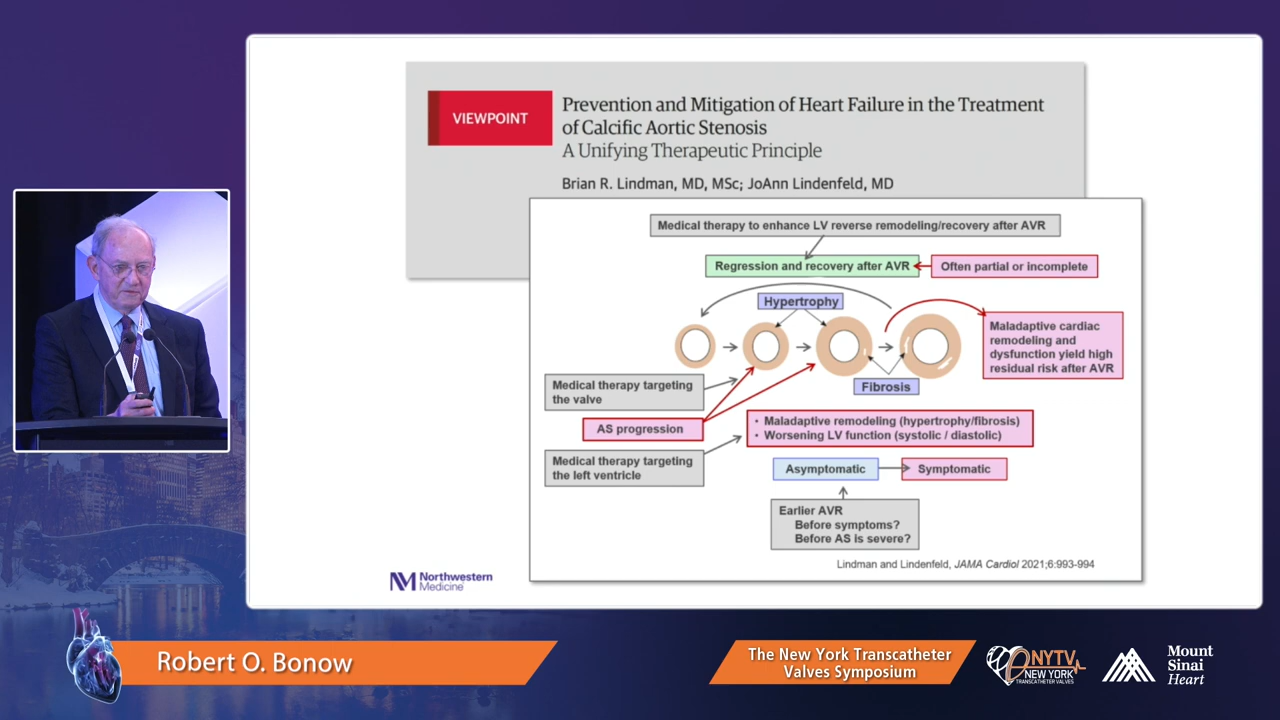 VIEWPOINT
Prevention and Mitigation of Heart Failure in the Treatment
of Calcific Aortic Stenosis
A Unifying Therapeutic Principle
Brian R. Lindman, MD, MSc; JoAnn Lindenfeld, MD
Medical therapy to enhance LV reverse remodeling/recovery after AVR
Regression and recovery after AVR
Often partial or incomplete
Hypertrophy
Maladaptive cardiac
remodeling and
dysfunction yield high
residual risk after AVR
Fibrosis
Medical therapy targeting
the valve
AS progression
• Maladaptive remodeling (hypertrophy/fibrosis)
• Worsening LV function (systolic / diastolic)
Medical therapy targeting
the left ventricle
Asymptomatic
Symptomatic
Earlier AVR
Before symptoms?
Before AS is severe?
Lindman and Lindenfeld, JAMA Cardiol 2021;6:993-994
NM Northwestern
Medicine
Robert O. Bonow
The New York Transcatheter
Valves Symposium
NYTV
NEW YORK
TRANSCATHETER VALVES
Mount
Sinai
Heart